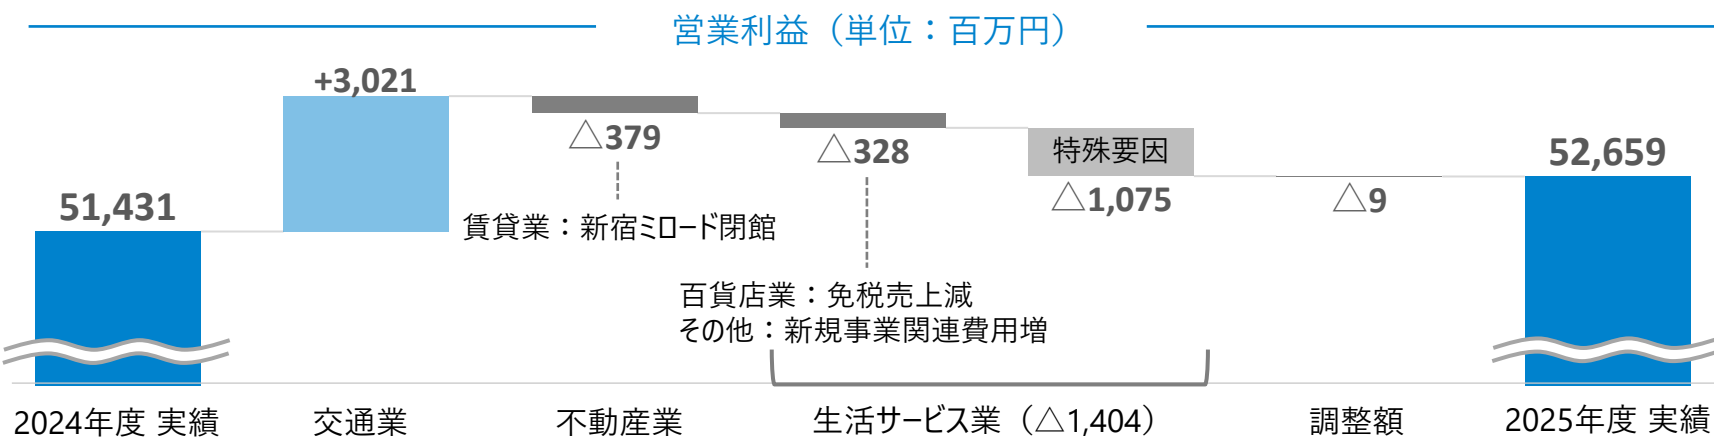 営業利益（単位：百万円）
+3,021
△379
△328
特殊要因
△1,075
△9
51,431
52,659
賃貸業：新宿ミロード閉館
百貨店業：免税売上減
その他：新規事業関連費用増
2024年度 実績
交通業
不動産業
生活サービス業（△1,404）
調整額
2025年度 実績